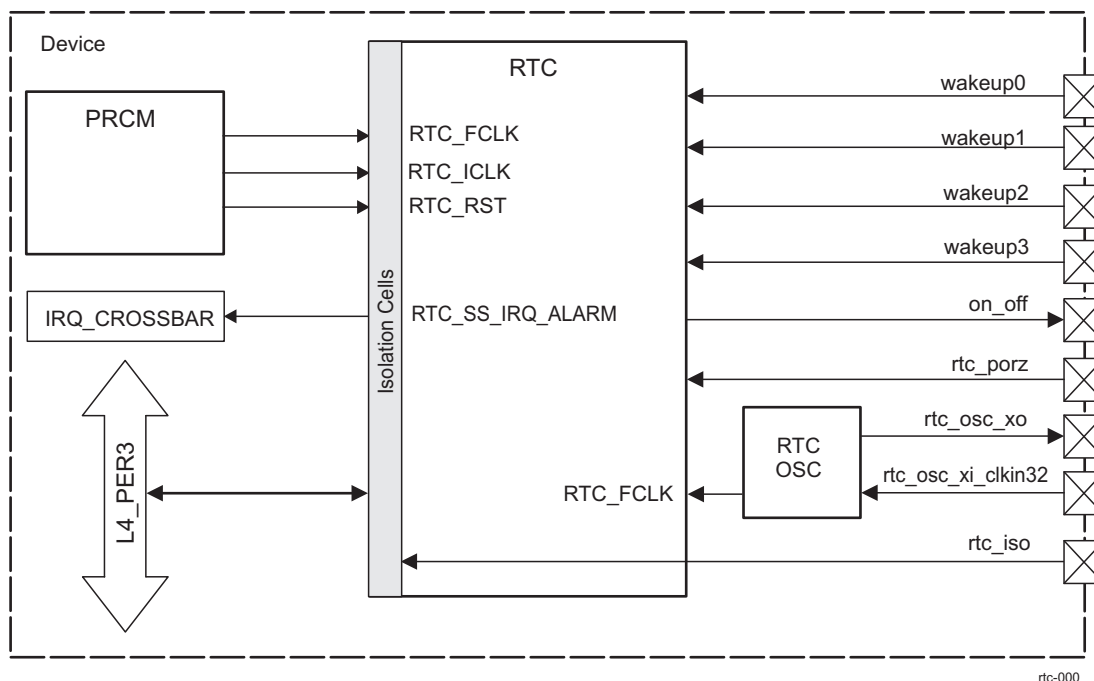 Device
RTC
PRCM
RTC_FCLK
RTC_ICLK
RTC_RST
IRQ_CROSSBAR
RTC_SS_IRQ_ALARM
Isolation Cells
L4_PER3
wakeup0
wakeup1
wakeup2
wakeup3
on_off
rtc_porz
RTC
OSC
rtc_osc_xo
rtc_osc_xi_clkin32
RTC_FCLK
rtc_iso
rtc-000